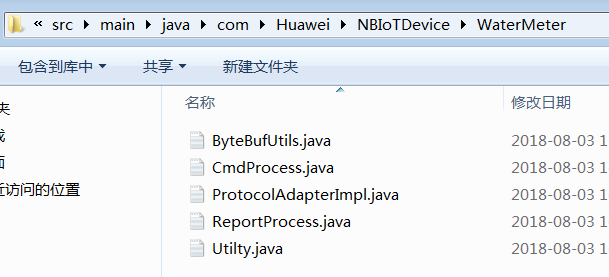 « src ▸ main ▸ java ▸ com ▸ Huawei ▸ NBIoTDevice ▸ WaterMeter
包含到库中 共享 新建文件夹
名称 修改日期
ByteBufUtils.java 2018-08-03 1
CmdProcess.java 2018-08-03 1
ProtocolAdapterImpl.java 2018-08-03 1
近访问的位置
ReportProcess.java 2018-08-03 1
Utilty.java 2018-08-03 1